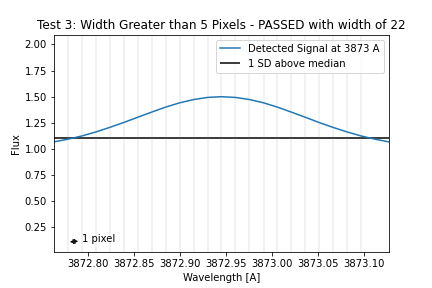 Test 3: Width Greater than 5 Pixels - PASSED with width of 22
Detected Signal at 3873 A
1 SD above median
2.00
1.75
1.50
1.25
1.00
0.75
0.50
0.25
Flux
1 pixel
3872.80 3872.85 3872.90 3872.95 3873.00 3873.05 3873.10
Wavelength [A]